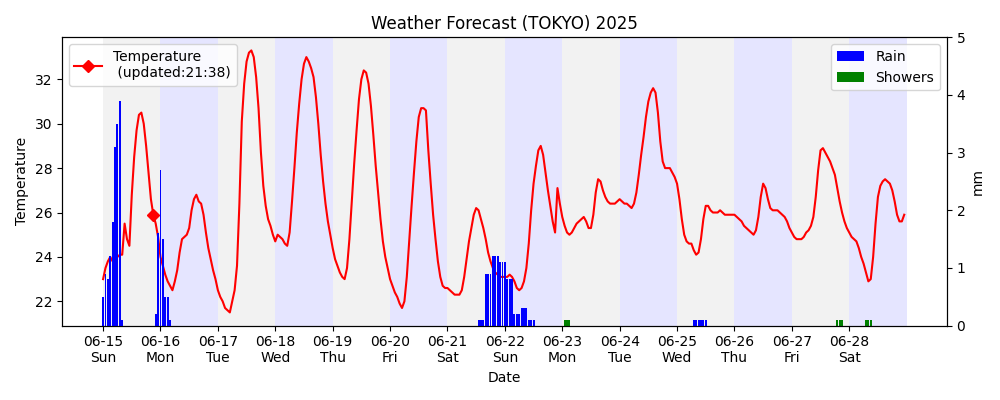 Weather Forecast (TOKYO) 2025
Temperature
(updated:21:38)
Rain
Showers
Temperature
32
30
28
26
24
22
5
4
3
2
1
0
mm
06-15 06-16 06-17 06-18 06-19 06-20 06-21 06-22 06-23 06-24 06-25 06-26 06-27 06-28
Sun Mon Tue Wed Thu Fri Sat Sun Mon Tue Wed Thu Fri Sat
Date